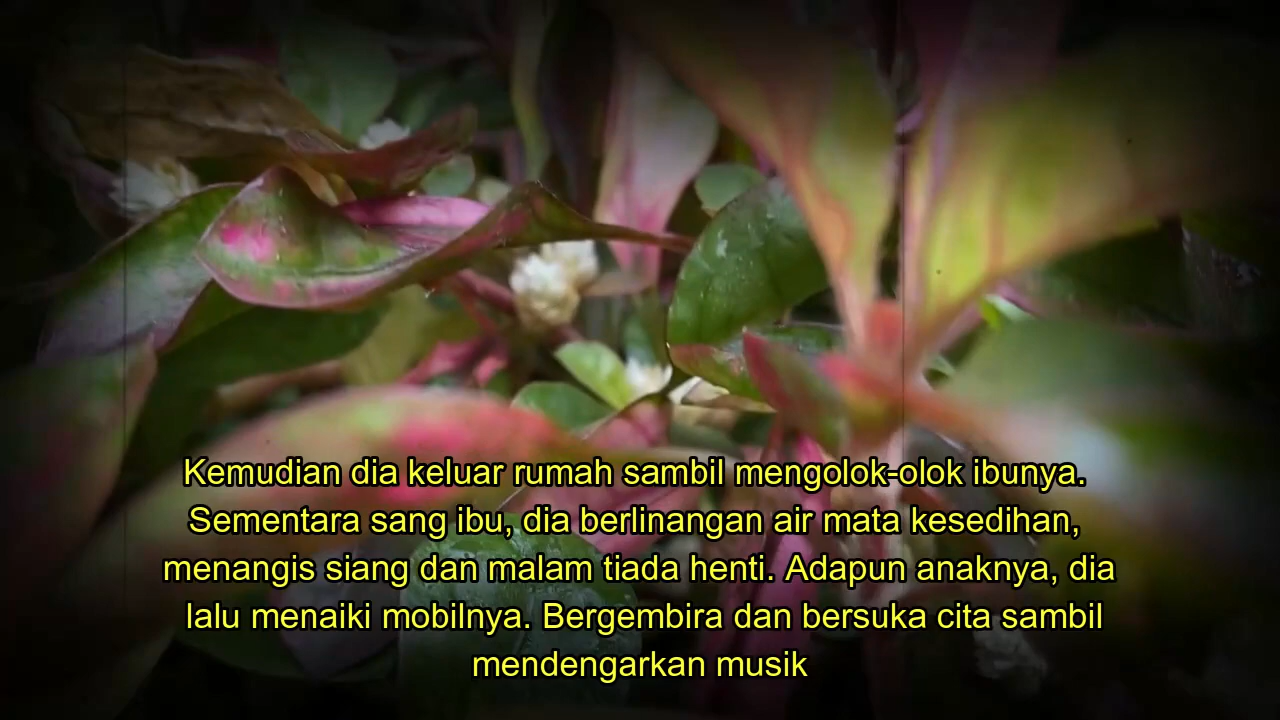 Kemudian dia keluar rumah sambil mengolok-olok ibunya.
Sementara sang ibu, dia berlinangan air mata kesedihan,
menangis siang dan malam tiada henti. Adapun anaknya, dia
lalu menaiki mobilnya. Bergembira dan bersuka cita sambil
mendengarkan musik